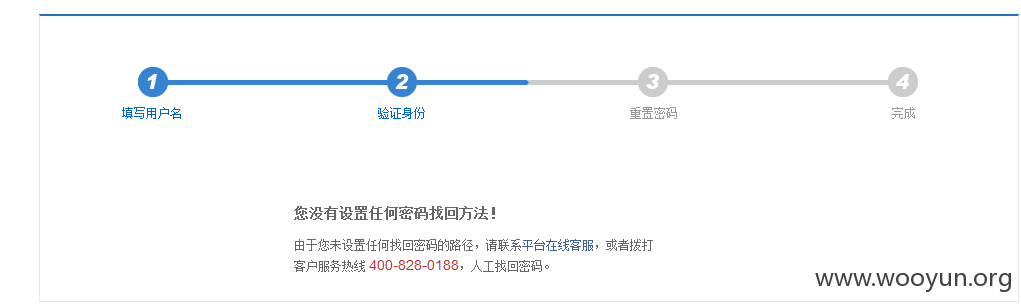 1 2 3 4
填写用户名 验证身份 重置密码 完成
您没有设置任何密码找回方法！
由于您未设置任何找回密码的路径，请联系平台在线客服，或者拨打
客户服务热线 400-828-0188，人工找回密码。
www.wooyun.org